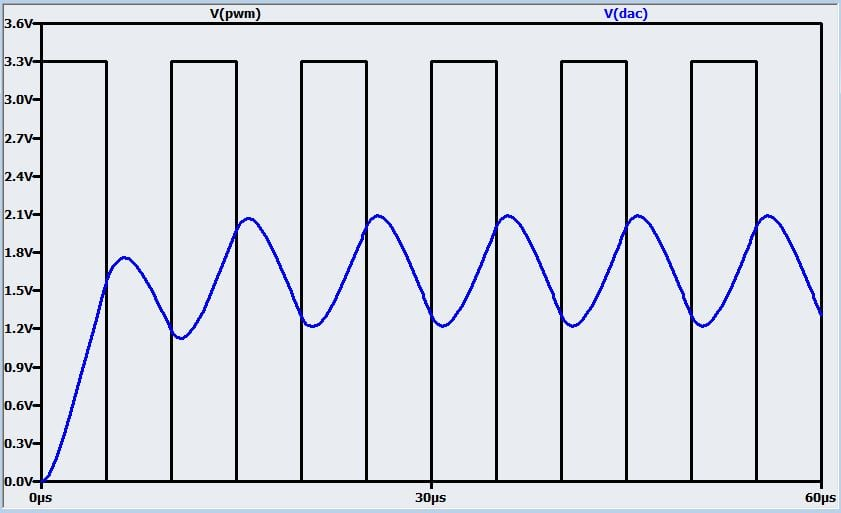 V(pwm) V(dac)
3.6V
3.3V
3.0V
2.7V
2.4V
2.1V
1.8V
1.5V
1.2V
0.9V
0.6V
0.3V
0.0V
0µs 30µs 60µs